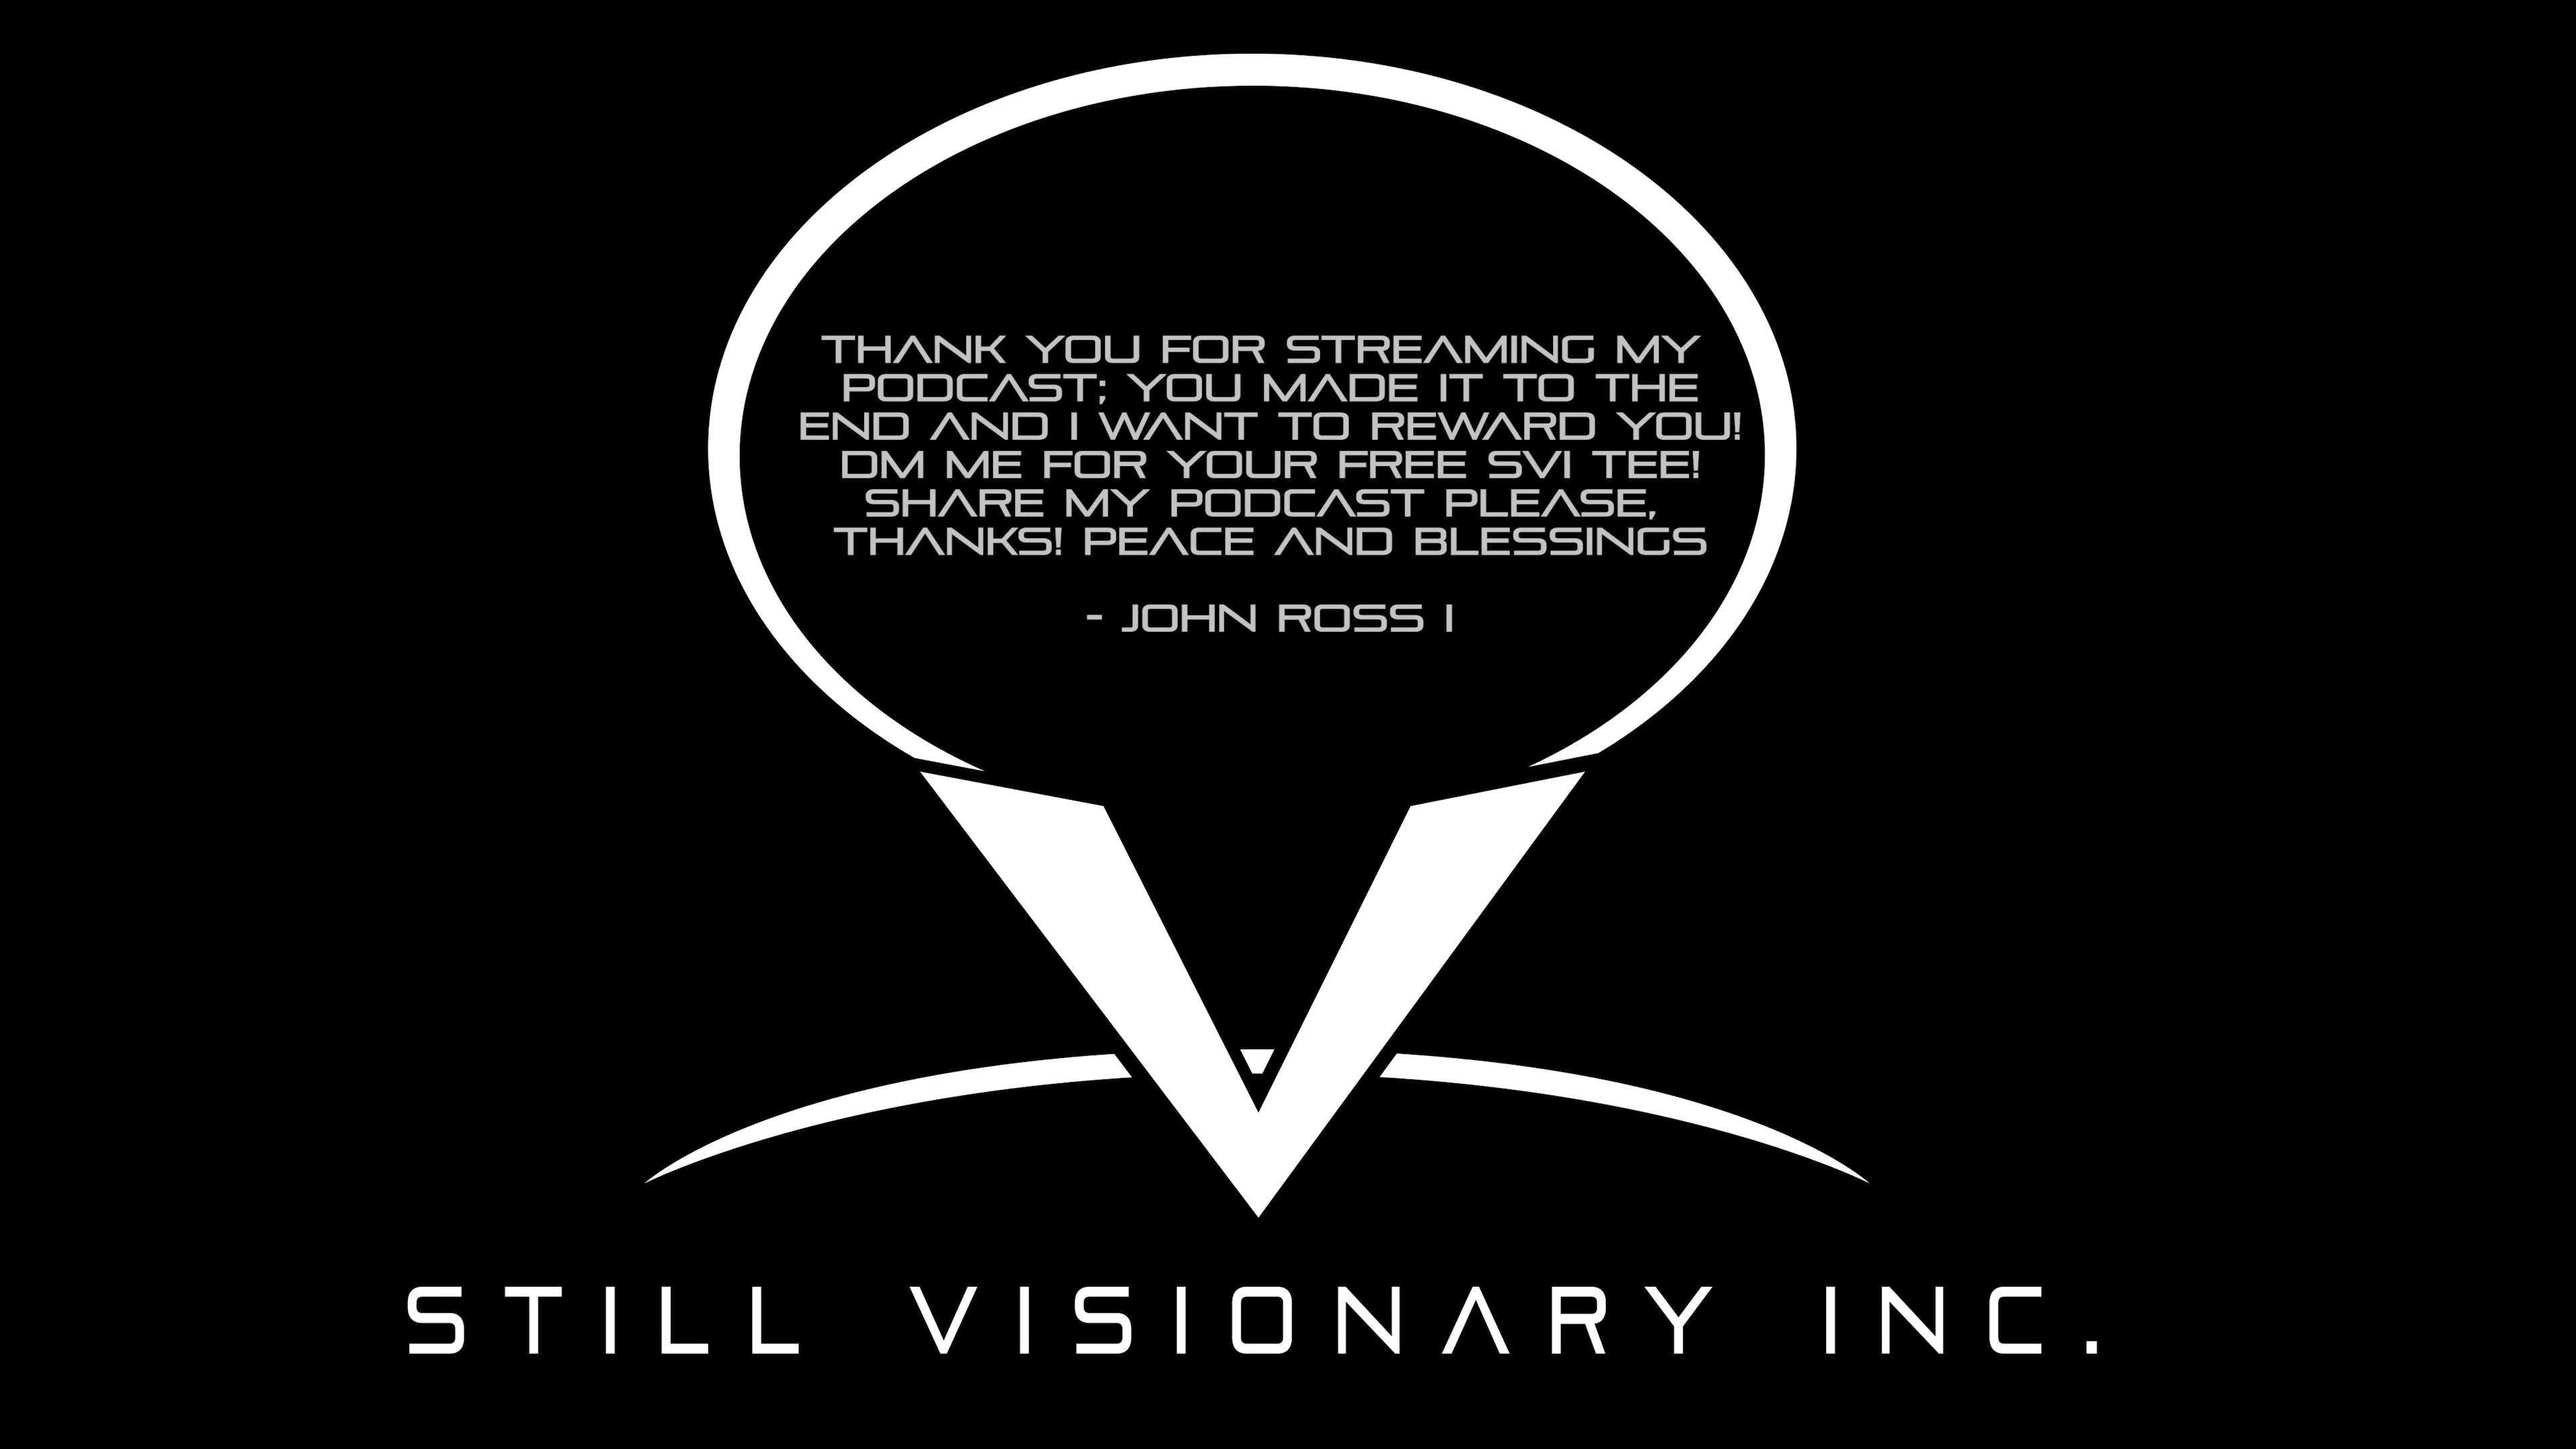 THANK YOU FOR STREAMING MY
PODCAST; YOU MADE IT TO THE
END AND I WANT TO REWARD YOU!
DM ME FOR YOUR FREE SVI TEE!
SHARE MY PODCAST PLEASE,
THANKS! PEACE AND BLESSINGS
- JOHN ROSS I
STILL VISIONARY INC.